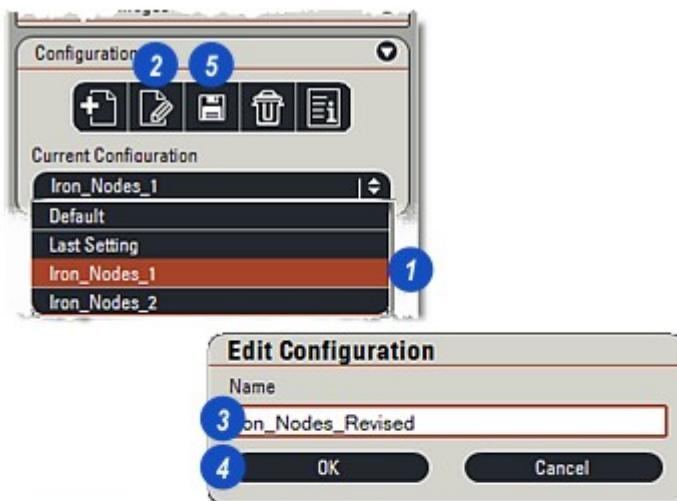 Configuration
2
5
Current Configuration
Iron_Nodes_1
Default
Last Setting
Iron_Nodes_1
1
Iron_Nodes_2
Edit Configuration
Name
3
on_Nodes_Revised
4
OK
Cancel